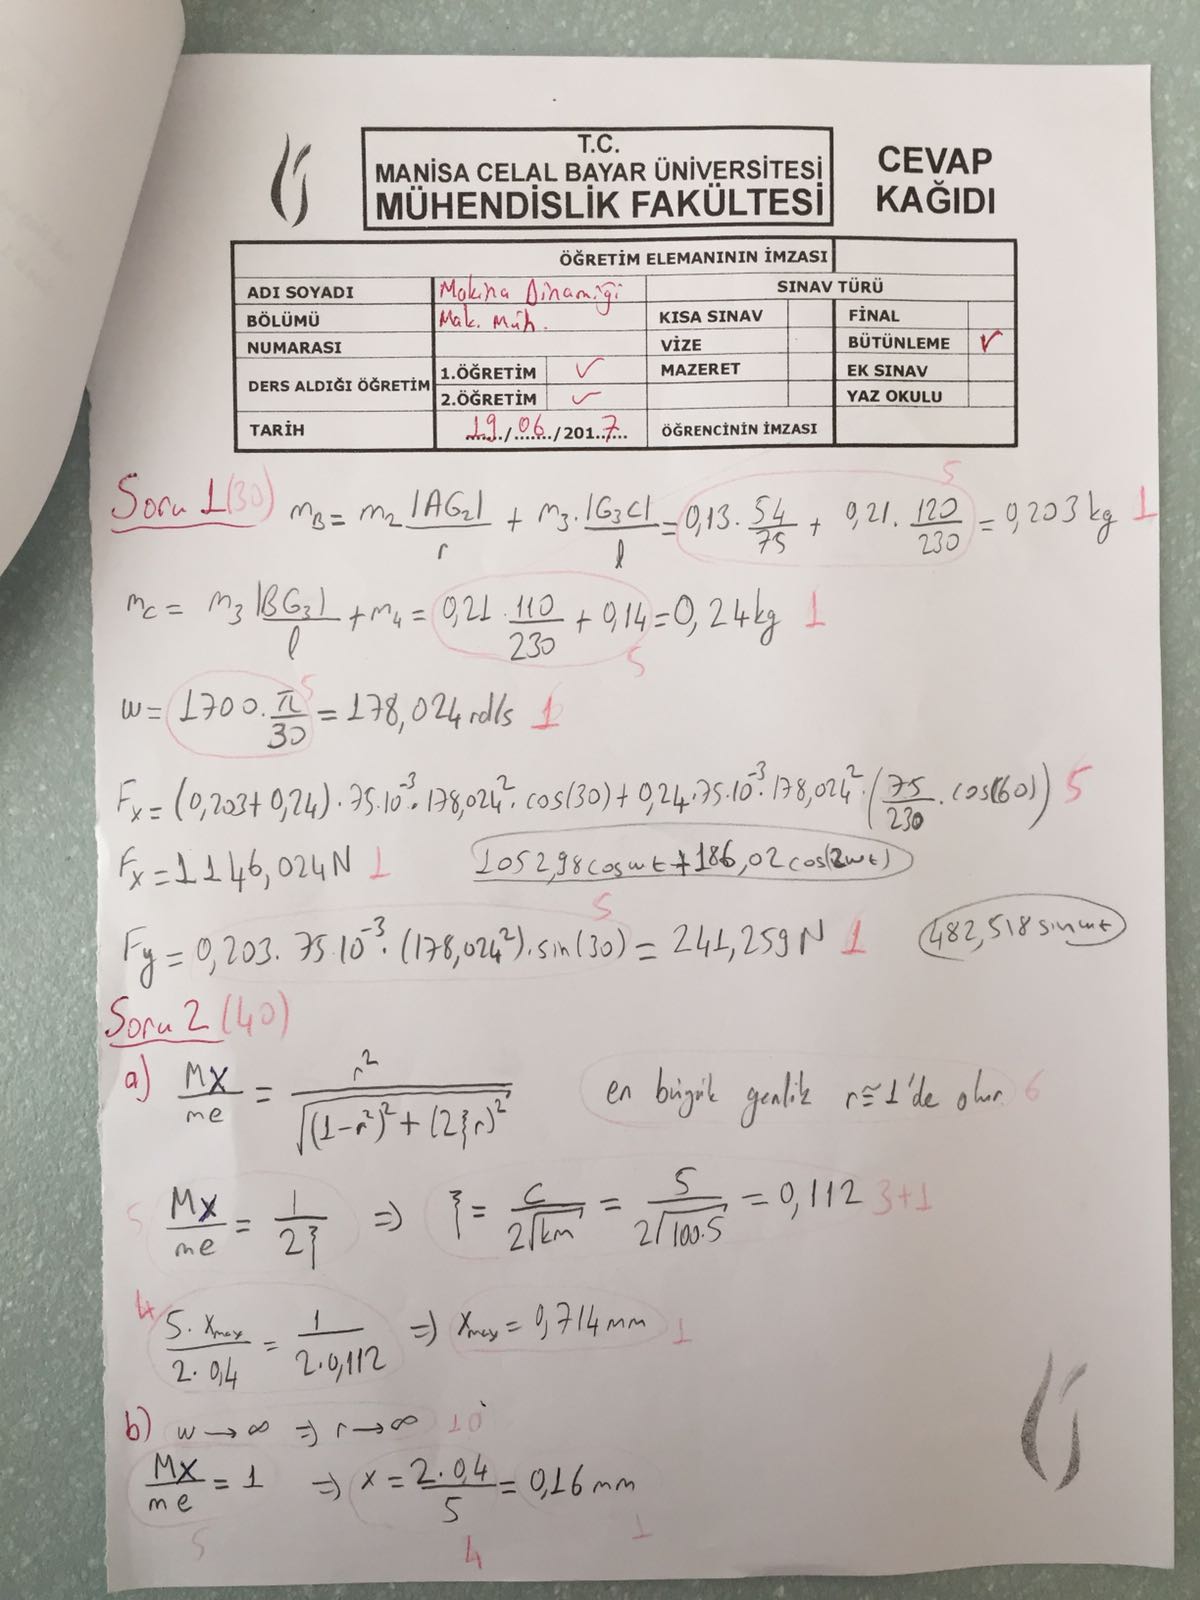 T.C.
MANİSA CELAL BAYAR ÜNİVERSİTESİ
MÜHENDİSLİK FAKÜLTESİ
CEVAP
KAĞIDI
ÖĞRETİM ELEMANININ İMZASI
ADI SOYADI Makina Dinamiği SINAV TÜRÜ
BÖLÜMÜ Mak. Müh. KISA SINAV FİNAL
NUMARASI VİZE BÜTÜNLEME ✓
DERS ALDIĞI ÖĞRETİM 1.ÖĞRETİM ✓ MAZERET EK SINAV
2.ÖĞRETİM ✓ YAZ OKULU
TARİH 19/06/2017 ÖĞRENCİNİN İMZASI
Soru 1 (30) m_B = m_2 |AG_2|/r + m_3 . |G_3C|/l = 0,13 . 54/75 + 0,21 . 120/230 = 0,203 kg 5 1
m_C = m_3 |BG_3|/l + m_4 = 0,21 . 110/230 + 0,14 = 0,24 kg 5 1
w = 1700 . π/30 = 178,024 rd/s 5 1
F_x = (0,203 + 0,24) . 75.10^-3 . 178,024^2 . cos(30) + 0,24 . 75.10^-3 . 178,024^2 (75/230 . cos(60)) 5
F_x = 1146,024 N 1 1052,98 cos wt + 186,02 cos(2wt)
F_y = 0,203 . 75.10^-3 . (178,024^2) . sin(30) = 241,259 N 5 1 482,518 sin wt
Soru 2 (40)
a) Mx/me = r^2/√((1-r^2)^2 + (2ξr)^2) en büyük genlik r≅1'de olur. 6
5 Mx/me = 1/2ξ ⇒ ξ = c/2√km = 5/2√100.5 = 0,112 3+1
4 5.x_max/2.0,4 = 1/2.0,112 ⇒ x_max = 0,714 mm 1
b) w → ∞ ⇒ r → ∞ 10
Mx/me = 1 ⇒ x = 2.0,4/5 = 0,16 mm
5 4 1